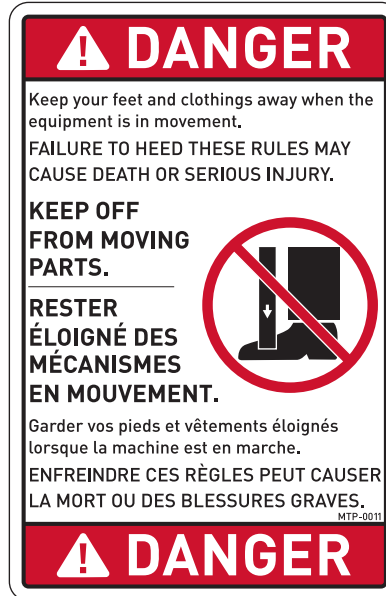 DANGER
Keep your feet and clothings away when the
equipment is in movement.
FAILURE TO HEED THESE RULES MAY
CAUSE DEATH OR SERIOUS INJURY.
KEEP OFF
FROM MOVING
PARTS.
RESTER
ÉLOIGNÉ DES
MÉCANISMES
EN MOUVEMENT.
Garder vos pieds et vêtements éloignés
lorsque la machine est en marche.
ENFREINDRE CES RÈGLES PEUT CAUSER
LA MORT OU DES BLESSURES GRAVES.
MTP-0011
DANGER